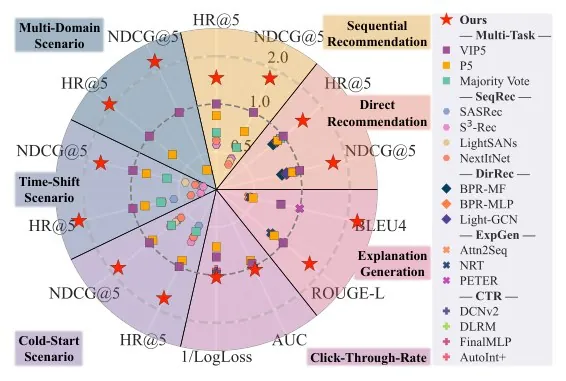 Multi-Domain
Scenario
HR@5
NDCG@5
Sequential
Recommendation
NDCG@5
2.0
HR@5
HR@5
1.0
Direct
Recommendation
NDCG@5
NDCG@5
Time-Shift
Scenario
HR@5
BLEU4
Explanation
Generation
NDCG@5
ROUGE-L
Cold-Start
Scenario
HR@5
1/LogLoss
AUC
Click-Through-Rate
Ours
— Multi-Task —
VIP5
P5
Majority Vote
— SeqRec —
SASRec
S³-Rec
LightSANs
NextItNet
— DirRec —
BPR-MF
BPR-MLP
Light-GCN
— ExpGen —
Attn2Seq
NRT
PETER
— CTR —
DCNv2
DLRM
FinalMLP
AutoInt+